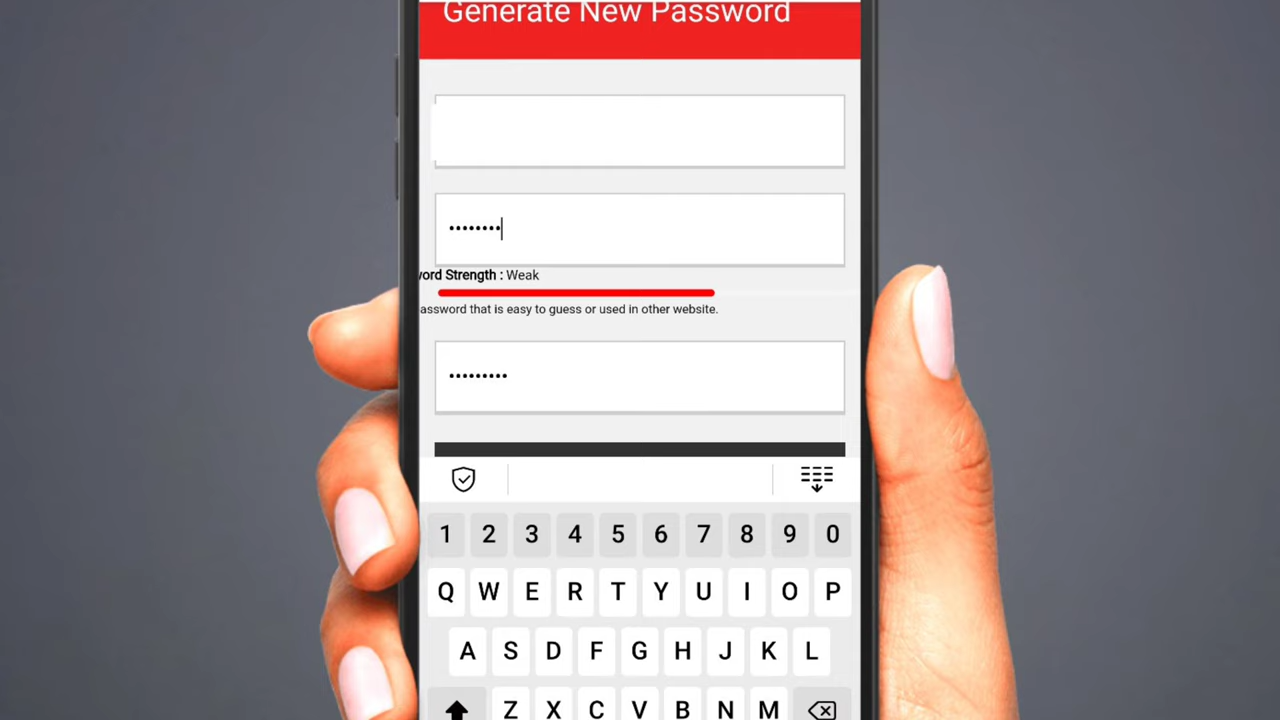 Generate New Password
••••••••
word Strength : Weak
assword that is easy to guess or used in other website.
•••••••••
1 2 3 4 5 6 7 8 9 0
Q W E R T Y U I O P
A S D F G H J K L
Z X C V B N M